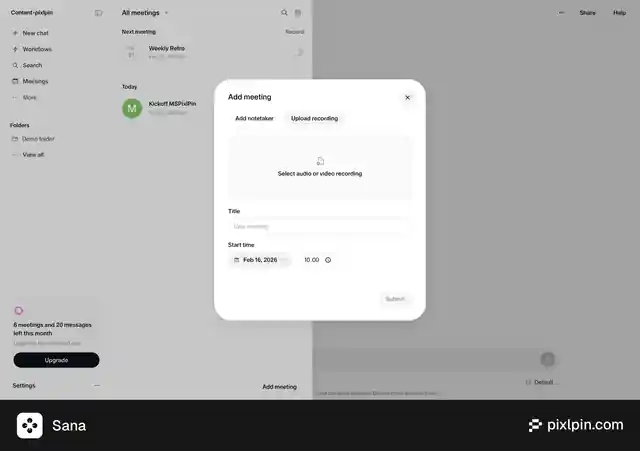 Content-pixlpin
New chat
Workflows
Search
Meetings
More
Folders
Demo folder
View all
6 meetings and 20 messages
left this month
Upgrade
Settings
All meetings
Next meeting
Record
Weekly Retro
Today
M
Kickoff MSPixlPin
Add meeting
Share
Help
Default
Add meeting
Add notetaker
Upload recording
Select audio or video recording
Title
New meeting
Start time
Feb 16, 2026
10:00
Submit
Sana
pixlpin.com